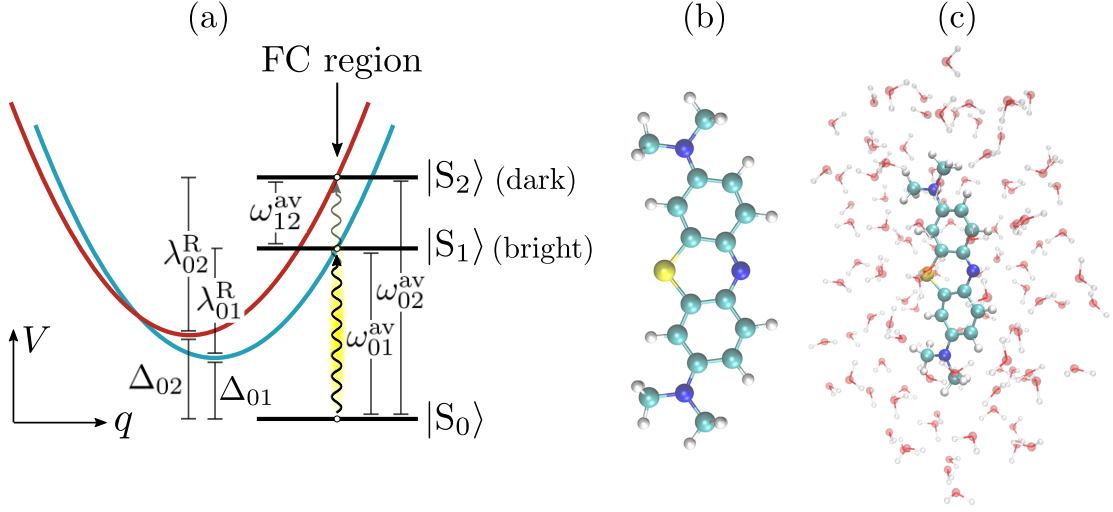 (a)
(b)
(c)
FC region
|S₂⟩ (dark)
ω₁₂ᵃᵛ
|S₁⟩ (bright)
λ₀₂ᴿ
λ₀₁ᴿ
ω₀₂ᵃᵛ
ω₀₁ᵃᵛ
V
Δ₀₂
Δ₀₁
q
|S₀⟩